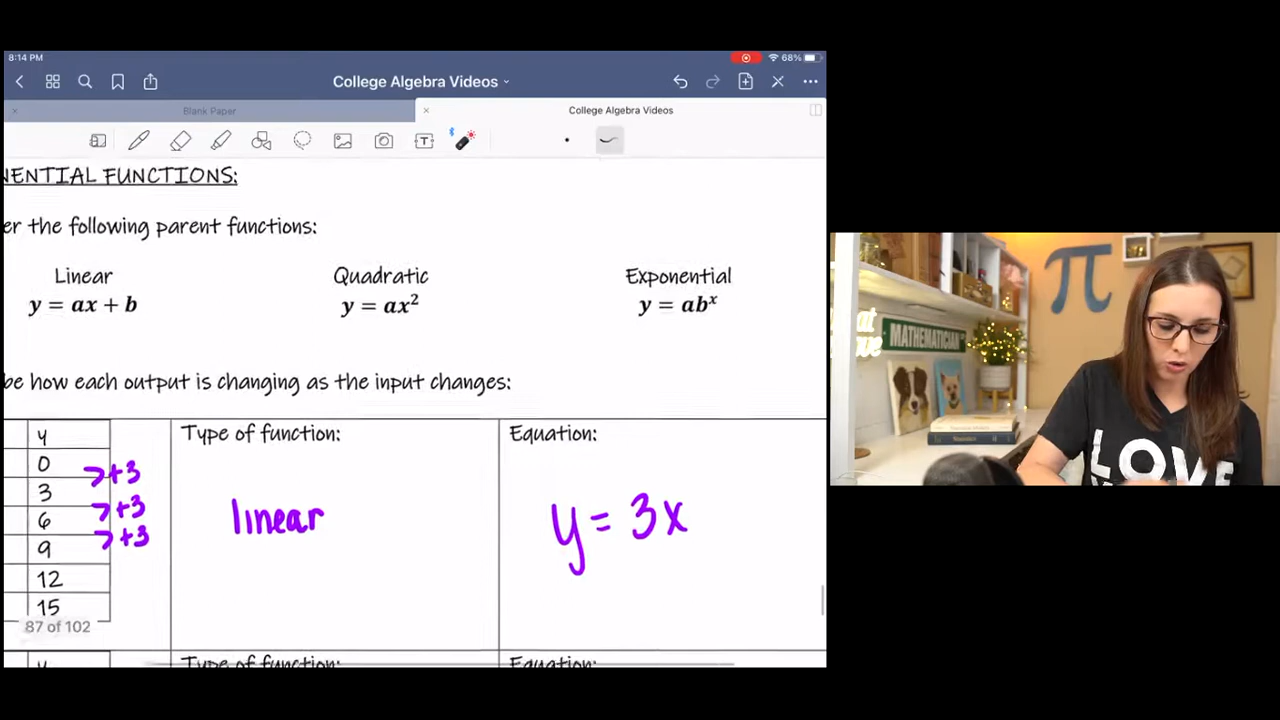 8:14 PM
68%
College Algebra Videos
Blank Paper
College Algebra Videos
NENTIAL FUNCTIONS:
er the following parent functions:
Linear
y = ax + b
Quadratic
y = ax²
Exponential
y = abˣ
be how each output is changing as the input changes:
y
0
3
6
9
12
15
>+3
>+3
>+3
Type of function:
linear
Equation:
y = 3x
87 of 102
y
Type of function:
Equation:
MATHEMATICIAN
π
LOVE